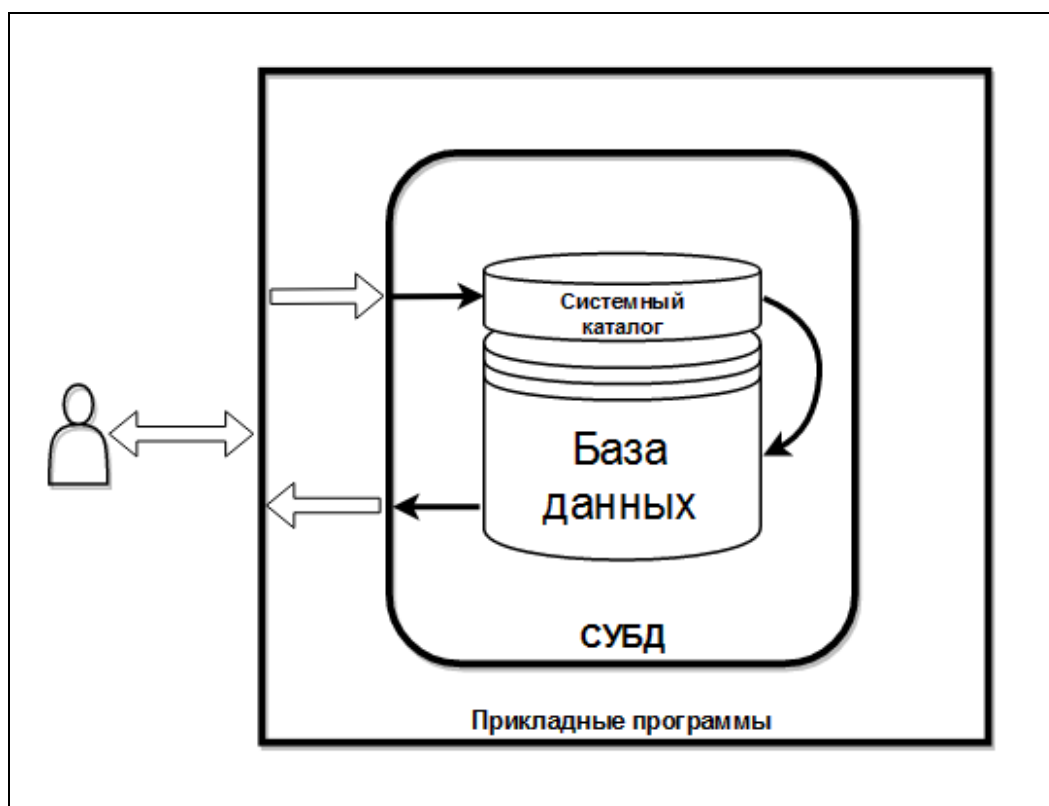 Системный
каталог
База
данных
СУБД
Прикладные программы